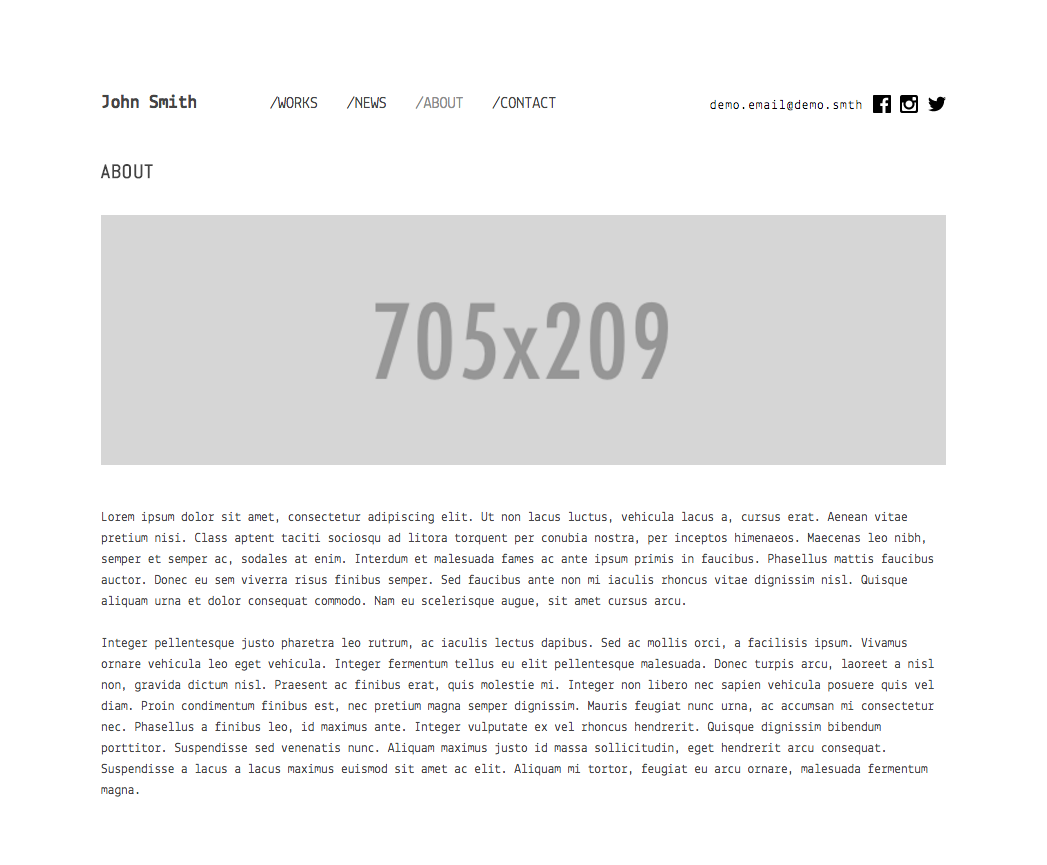 John Smith /WORKS /NEWS /ABOUT /CONTACT demo.email@demo.smth
ABOUT
705x209
Lorem ipsum dolor sit amet, consectetur adipiscing elit. Ut non lacus luctus, vehicula lacus a, cursus erat. Aenean vitae
pretium nisi. Class aptent taciti sociosqu ad litora torquent per conubia nostra, per inceptos himenaeos. Maecenas leo nibh,
semper et semper ac, sodales at enim. Interdum et malesuada fames ac ante ipsum primis in faucibus. Phasellus mattis faucibus
auctor. Donec eu sem viverra risus finibus semper. Sed faucibus ante non mi iaculis rhoncus vitae dignissim nisl. Quisque
aliquam urna et dolor consequat commodo. Nam eu scelerisque augue, sit amet cursus arcu.
Integer pellentesque justo pharetra leo rutrum, ac iaculis lectus dapibus. Sed ac mollis orci, a facilisis ipsum. Vivamus
ornare vehicula leo eget vehicula. Integer fermentum tellus eu elit pellentesque malesuada. Donec turpis arcu, laoreet a nisl
non, gravida dictum nisl. Praesent ac finibus erat, quis molestie mi. Integer non libero nec sapien vehicula posuere quis vel
diam. Proin condimentum finibus est, nec pretium magna semper dignissim. Mauris feugiat nunc urna, ac accumsan mi consectetur
nec. Phasellus a finibus leo, id maximus ante. Integer vulputate ex vel rhoncus hendrerit. Quisque dignissim bibendum
porttitor. Suspendisse sed venenatis nunc. Aliquam maximus justo id massa sollicitudin, eget hendrerit arcu consequat.
Suspendisse a lacus a lacus maximus euismod sit amet ac elit. Aliquam mi tortor, feugiat eu arcu ornare, malesuada fermentum
magna.